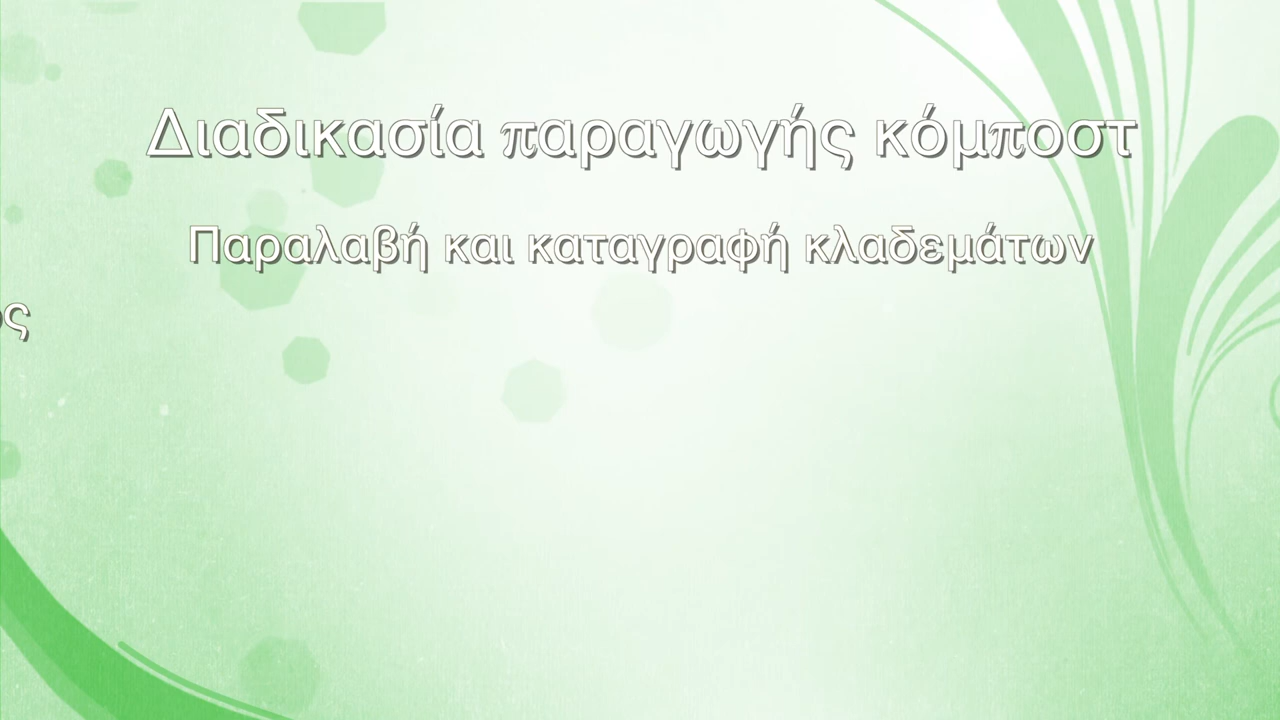 Διαδικασία παραγωγής κόμποστ
Παραλαβή και καταγραφή κλαδεμάτων